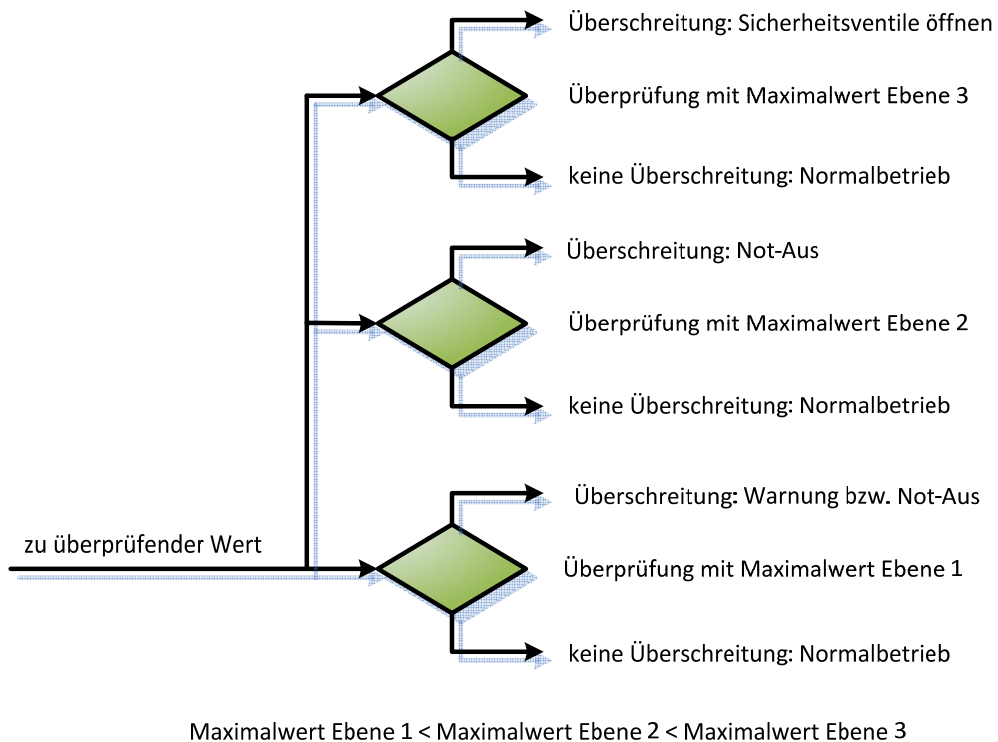 Überschreitung: Sicherheitsventile öffnen
Überprüfung mit Maximalwert Ebene 3
keine Überschreitung: Normalbetrieb
Überschreitung: Not-Aus
Überprüfung mit Maximalwert Ebene 2
keine Überschreitung: Normalbetrieb
Überschreitung: Warnung bzw. Not-Aus
zu überprüfender Wert
Überprüfung mit Maximalwert Ebene 1
keine Überschreitung: Normalbetrieb
Maximalwert Ebene 1 < Maximalwert Ebene 2 < Maximalwert Ebene 3